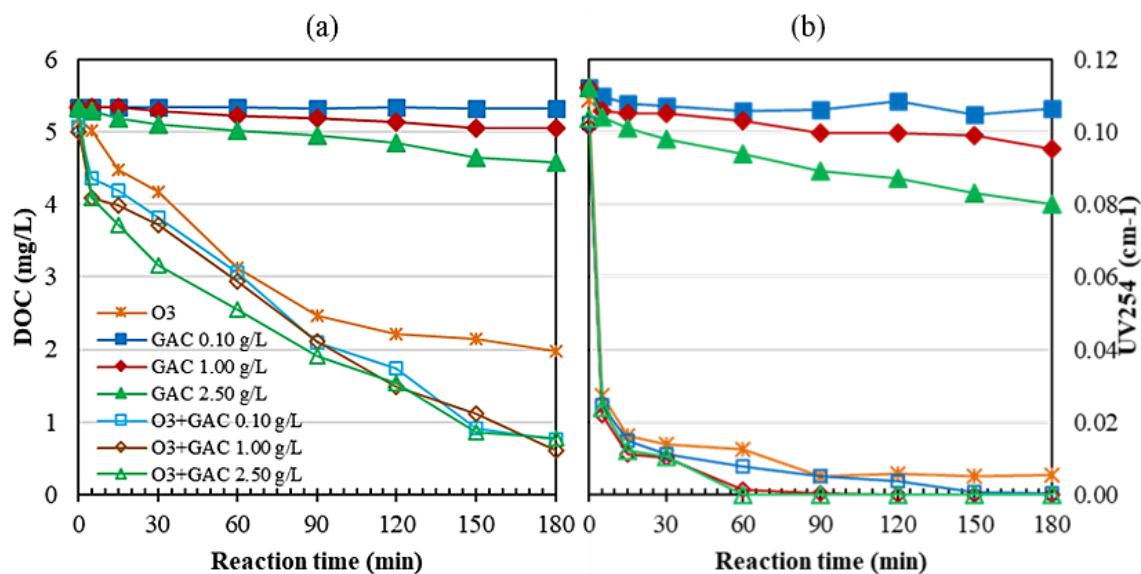 (a)
(b)
6
5
4
3
2
1
0
DOC (mg/L)
O3
GAC 0.10 g/L
GAC 1.00 g/L
GAC 2.50 g/L
O3+GAC 0.10 g/L
O3+GAC 1.00 g/L
O3+GAC 2.50 g/L
0 30 60 90 120 150 180
Reaction time (min)
0.12
0.10
0.08
0.06
0.04
0.02
0.00
UV254 (cm-1)
0 30 60 90 120 150 180
Reaction time (min)